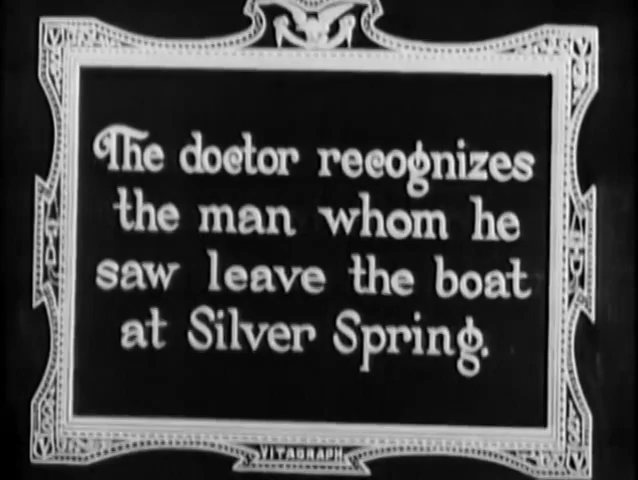 The doctor recognizes
the man whom he
saw leave the boat
at Silver Spring.
VITAGRAPH